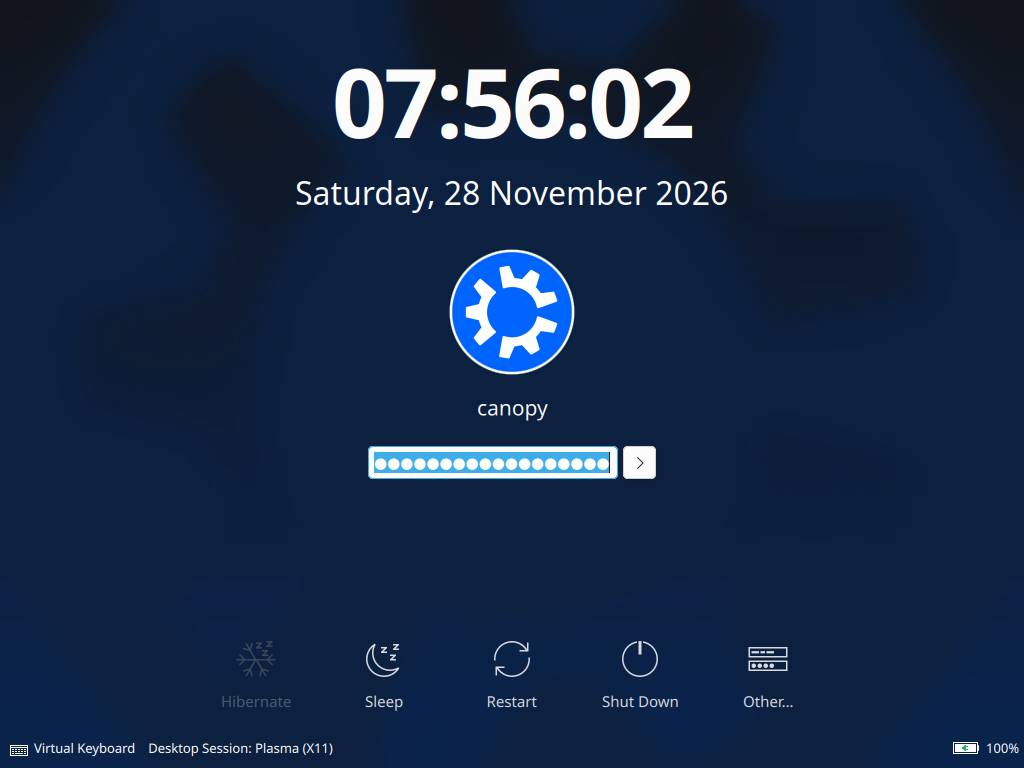 07:56:02
Saturday, 28 November 2026
canopy
Hibernate
Sleep
Restart
Shut Down
Other...
Virtual Keyboard
Desktop Session: Plasma (X11)
100%